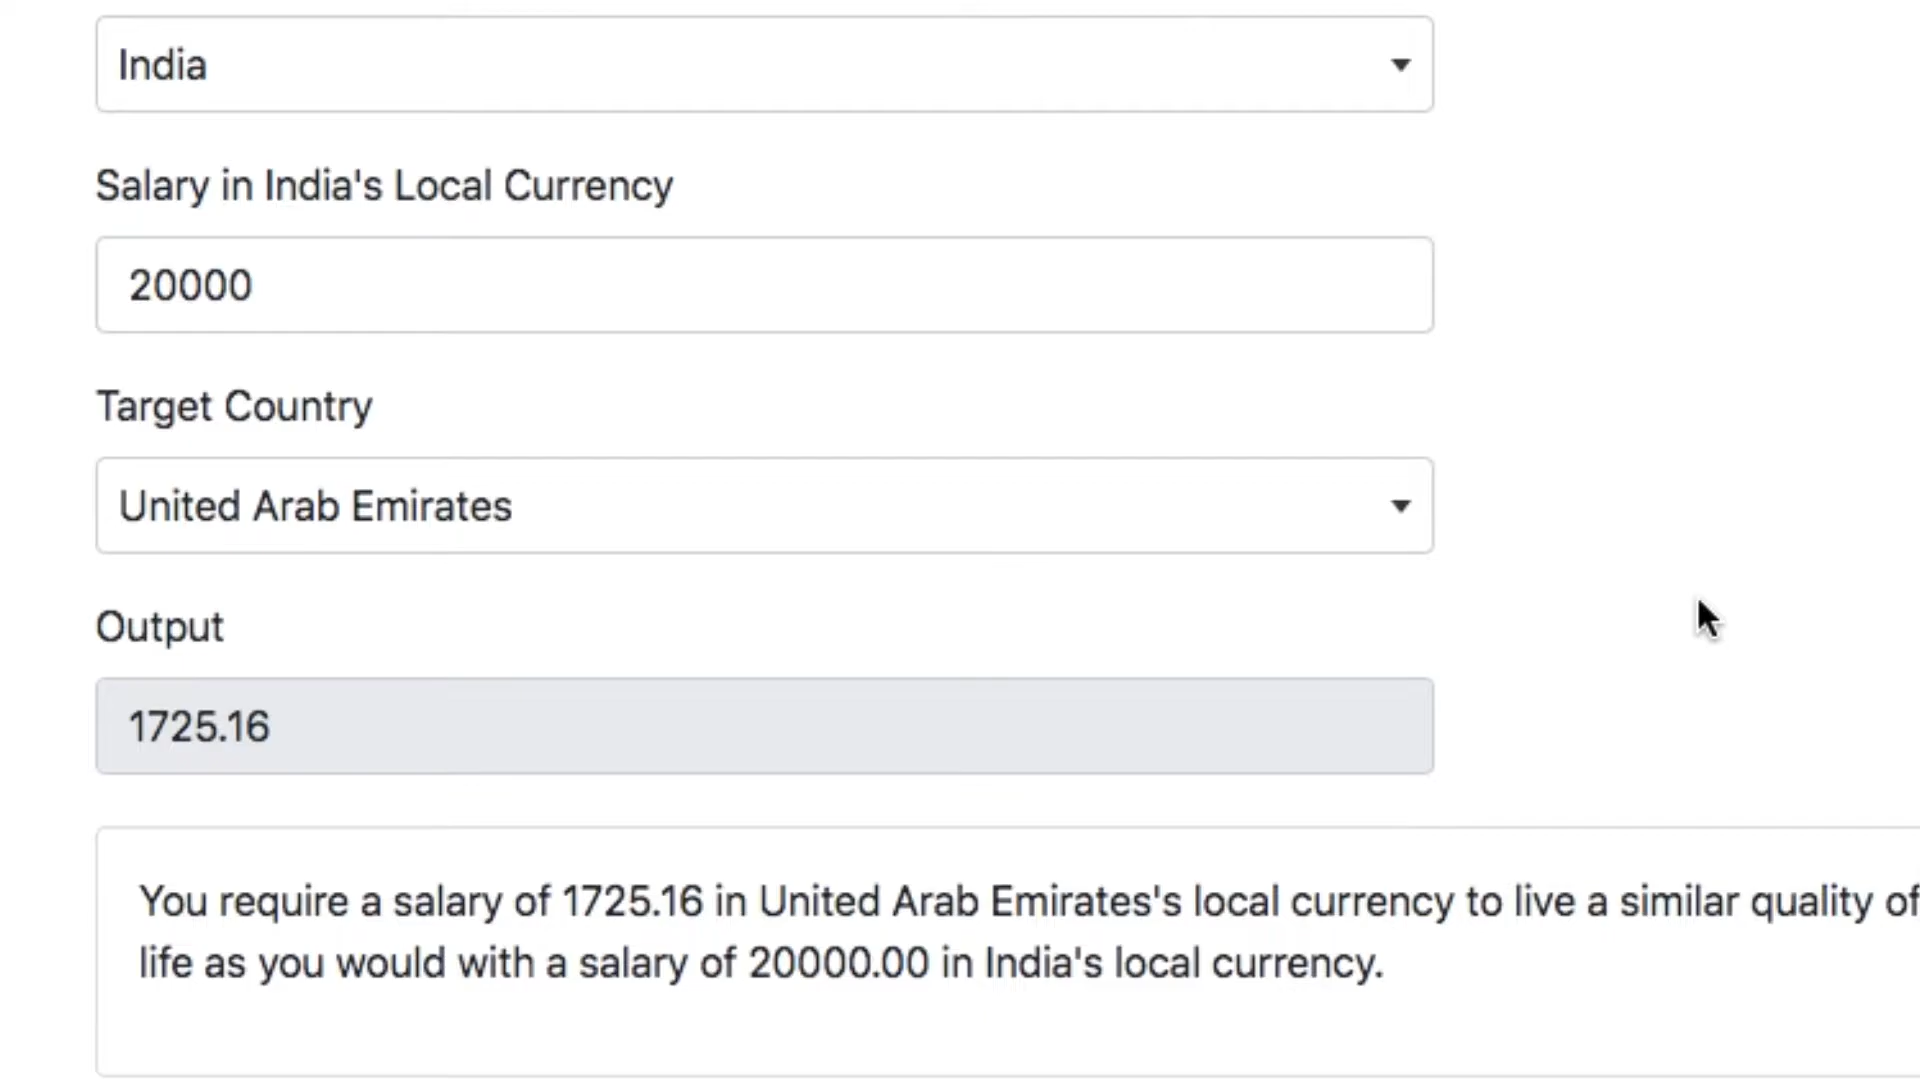 India
Salary in India's Local Currency
20000
Target Country
United Arab Emirates
Output
1725.16
You require a salary of 1725.16 in United Arab Emirates's local currency to live a similar quality of
life as you would with a salary of 20000.00 in India's local currency.